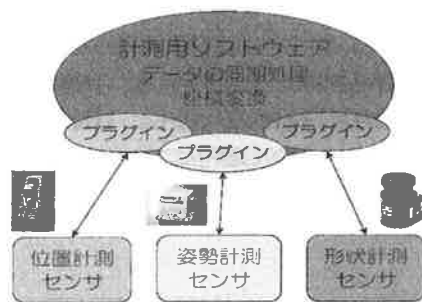 計測用ソフトウェア
データの同期処理
座標変換
プラグイン
プラグイン
プラグイン
位置計測
センサ
姿勢計測
センサ
形状計測
センサ